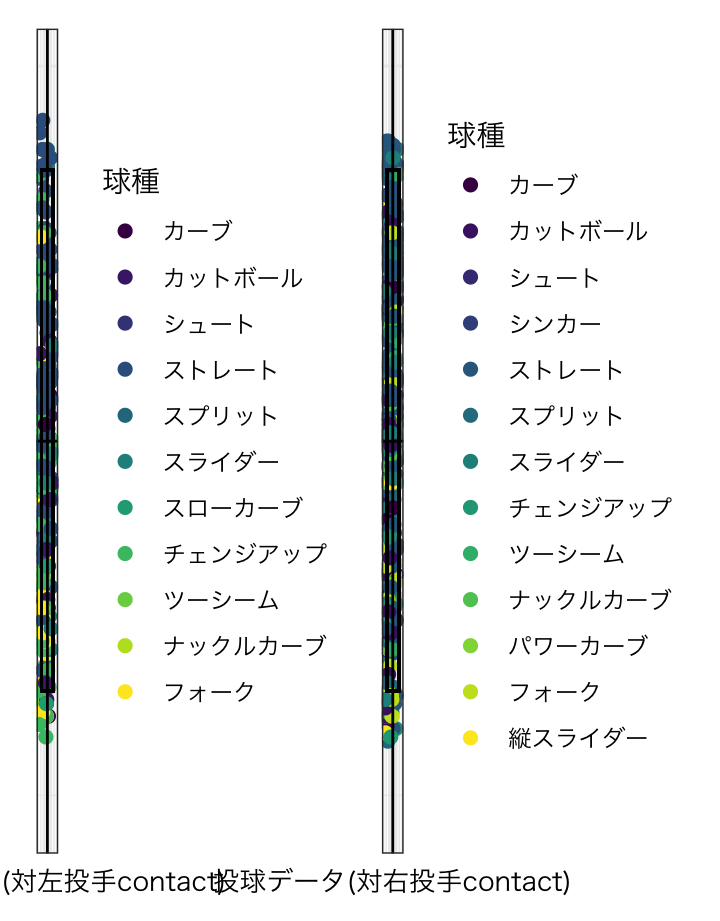 球種
カーブ
カットボール
シュート
ストレート
スプリット
スライダー
スローカーブ
チェンジアップ
ツーシーム
ナックルカーブ
フォーク
球種
カーブ
カットボール
シュート
シンカー
ストレート
スプリット
スライダー
チェンジアップ
ツーシーム
ナックルカーブ
パワーカーブ
フォーク
縦スライダー
(対左投手contact)
投球データ(対右投手contact)